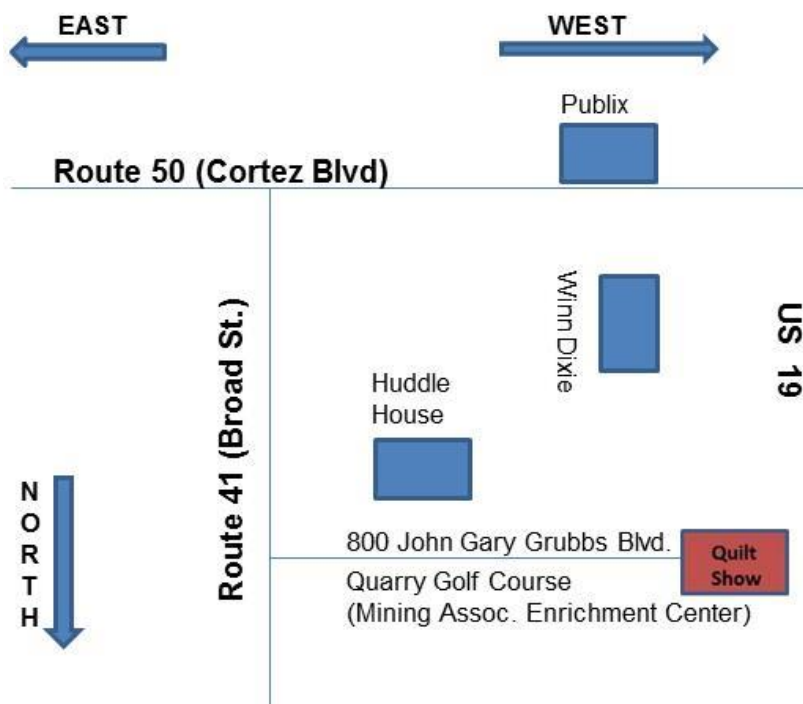 EAST
WEST
Publix
Route 50 (Cortez Blvd)
Route 41 (Broad St.)
Winn Dixie
US 19
Huddle
House
NORTH
800 John Gary Grubbs Blvd.
Quarry Golf Course
(Mining Assoc. Enrichment Center)
Quilt
Show